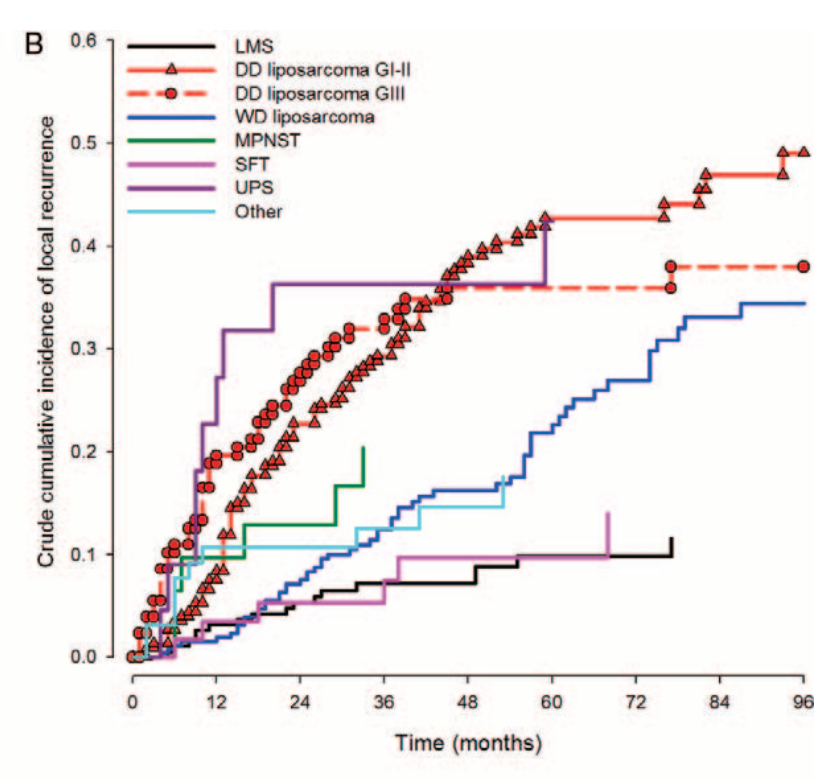 B
Crude cumulative incidence of local recurrence
0.6
0.5
0.4
0.3
0.2
0.1
0.0
LMS
DD liposarcoma GI-II
DD liposarcoma GIII
WD liposarcoma
MPNST
SFT
UPS
Other
0 12 24 36 48 60 72 84 96
Time (months)